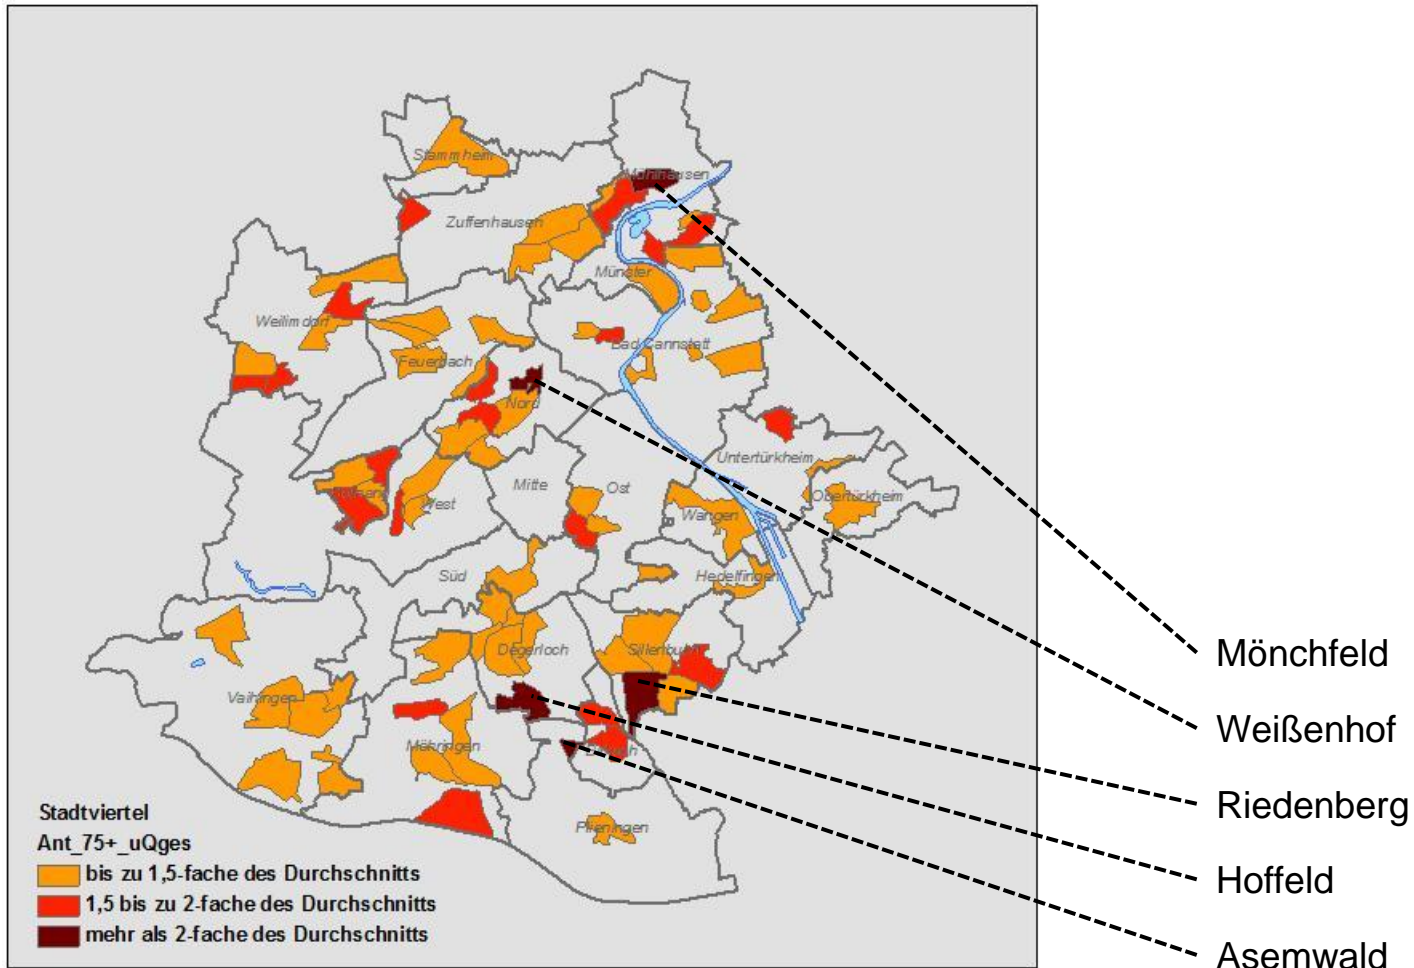 Stammheim
Mühlhausen
Zuffenhausen
Münster
Weilimdorf
Bad Cannstatt
Feuerbach
Nord
Untertürkheim
Mitte
Ost
Obertürkheim
West
Wangen
Süd
Hedelfingen
Degerloch
Sillenbuch
Vaihingen
Möhringen
Plieningen
Mönchfeld
Weißenhof
Riedenberg
Hoffeld
Asemwald
Stadtviertel
Ant_75+_uQges
bis zu 1,5-fache des Durchschnitts
1,5 bis zu 2-fache des Durchschnitts
mehr als 2-fache des Durchschnitts